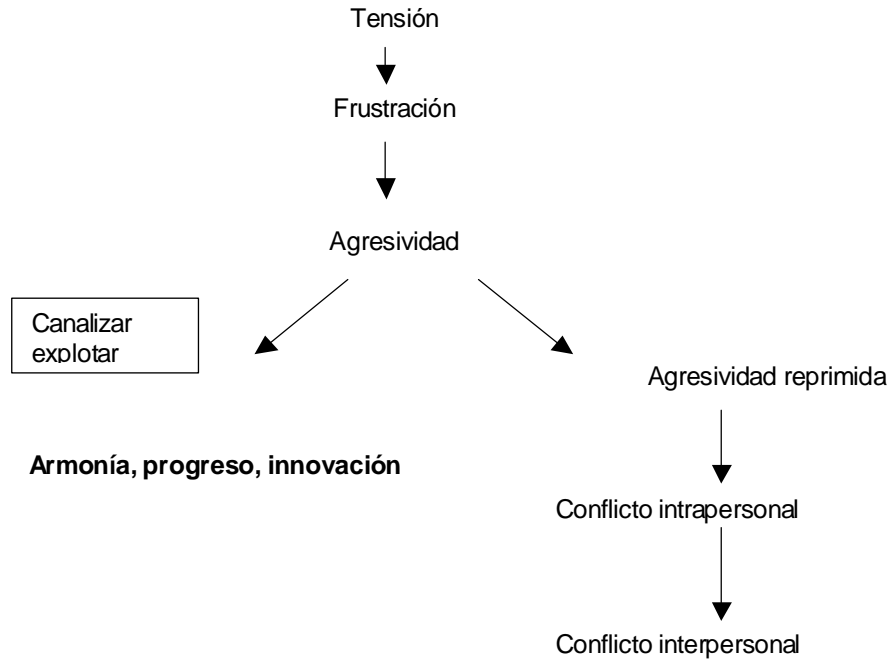 Tensión
Frustración
Agresividad
Canalizar
explotar
Agresividad reprimida
Armonía, progreso, innovación
Conflicto intrapersonal
Conflicto interpersonal